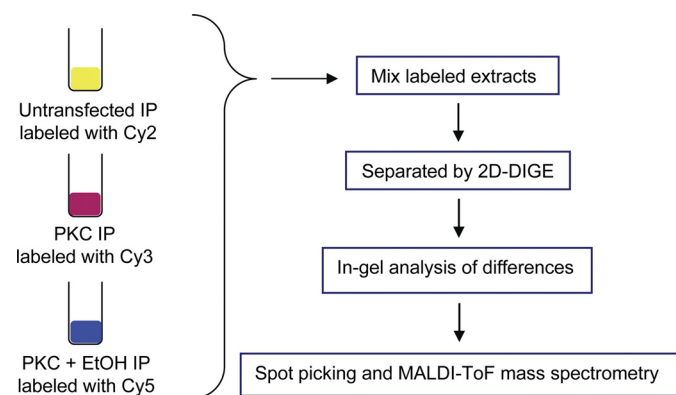 Untransfected IP
labeled with Cy2
PKC IP
labeled with Cy3
PKC + EtOH IP
labeled with Cy5
Mix labeled extracts
Separated by 2D-DIGE
In-gel analysis of differences
Spot picking and MALDI-ToF mass spectrometry